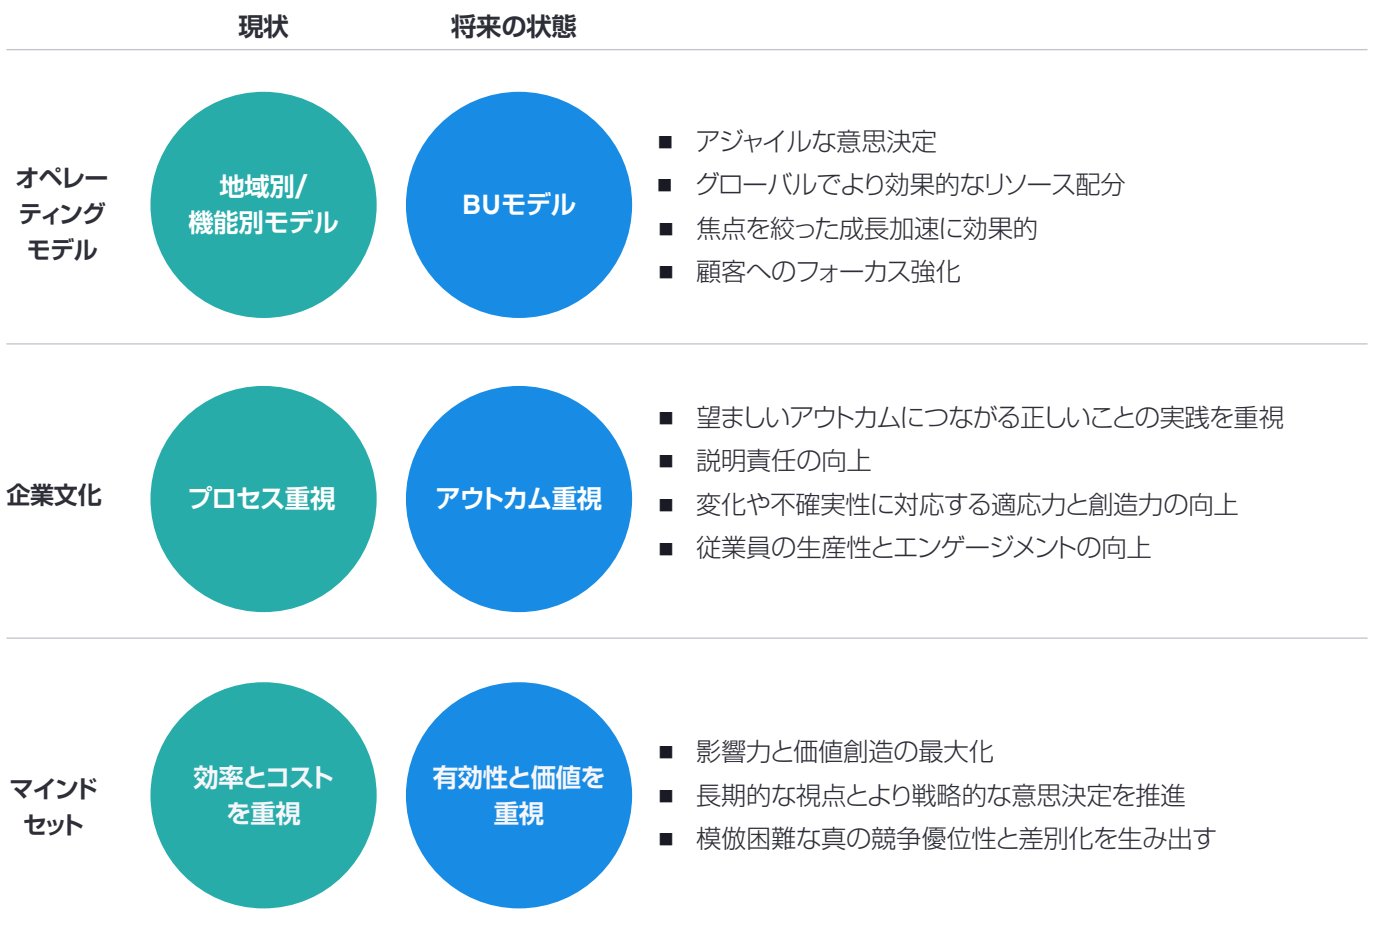 現状
将来の状態
オペレー
ティング
モデル
地域別/
機能別モデル
BUモデル
■ アジャイルな意思決定
■ グローバルでより効果的なリソース配分
■ 焦点を絞った成長加速に効果的
■ 顧客へのフォーカス強化
企業文化
プロセス重視
アウトカム重視
■ 望ましいアウトカムにつながる正しいことの実践を重視
■ 説明責任の向上
■ 変化や不確実性に対応する適応力と創造力の向上
■ 従業員の生産性とエンゲージメントの向上
マインド
セット
効率とコスト
を重視
有効性と価値を
重視
■ 影響力と価値創造の最大化
■ 長期的な視点とより戦略的な意思決定を推進
■ 模倣困難な真の競争優位性と差別化を生み出す